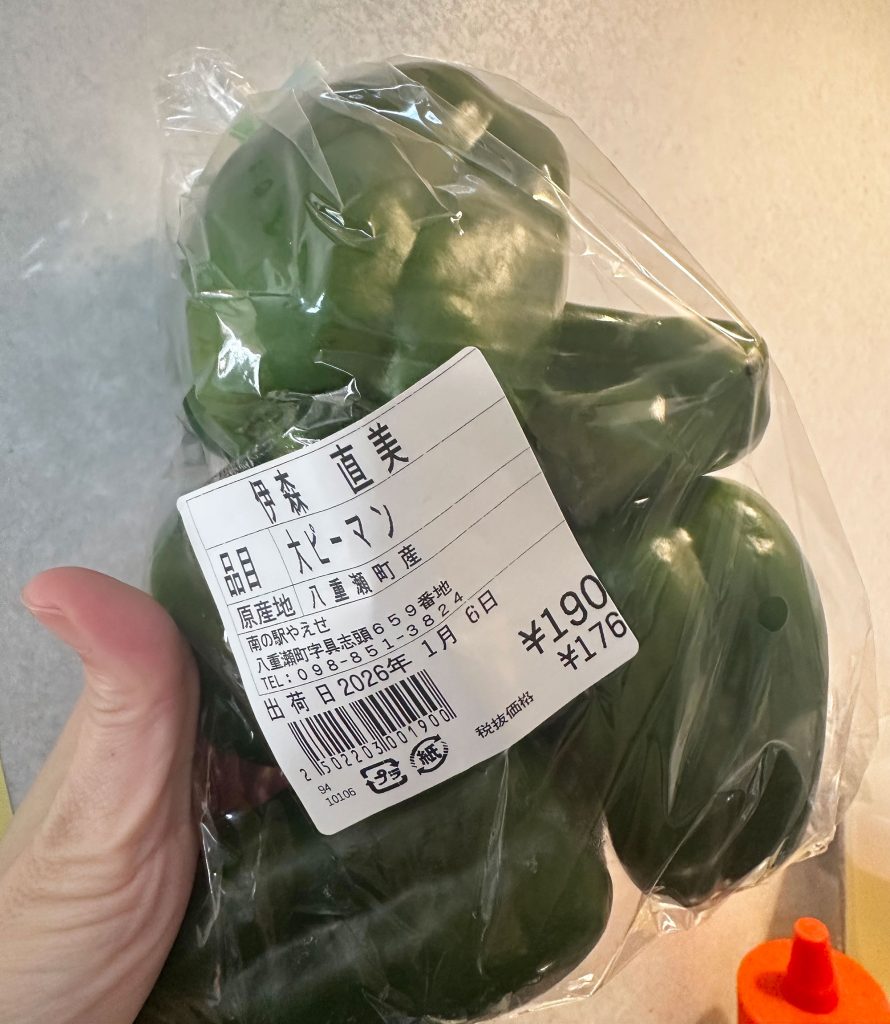 伊森 直美
品目 大ピーマン
原産地 八重瀬町産
南の駅やえせ
八重瀬町字具志頭659番地
TEL:098-851-3824
出荷日2026年 1月 6日
¥190
¥176
税抜価格
2502203001900
プラ 紙
94
10106